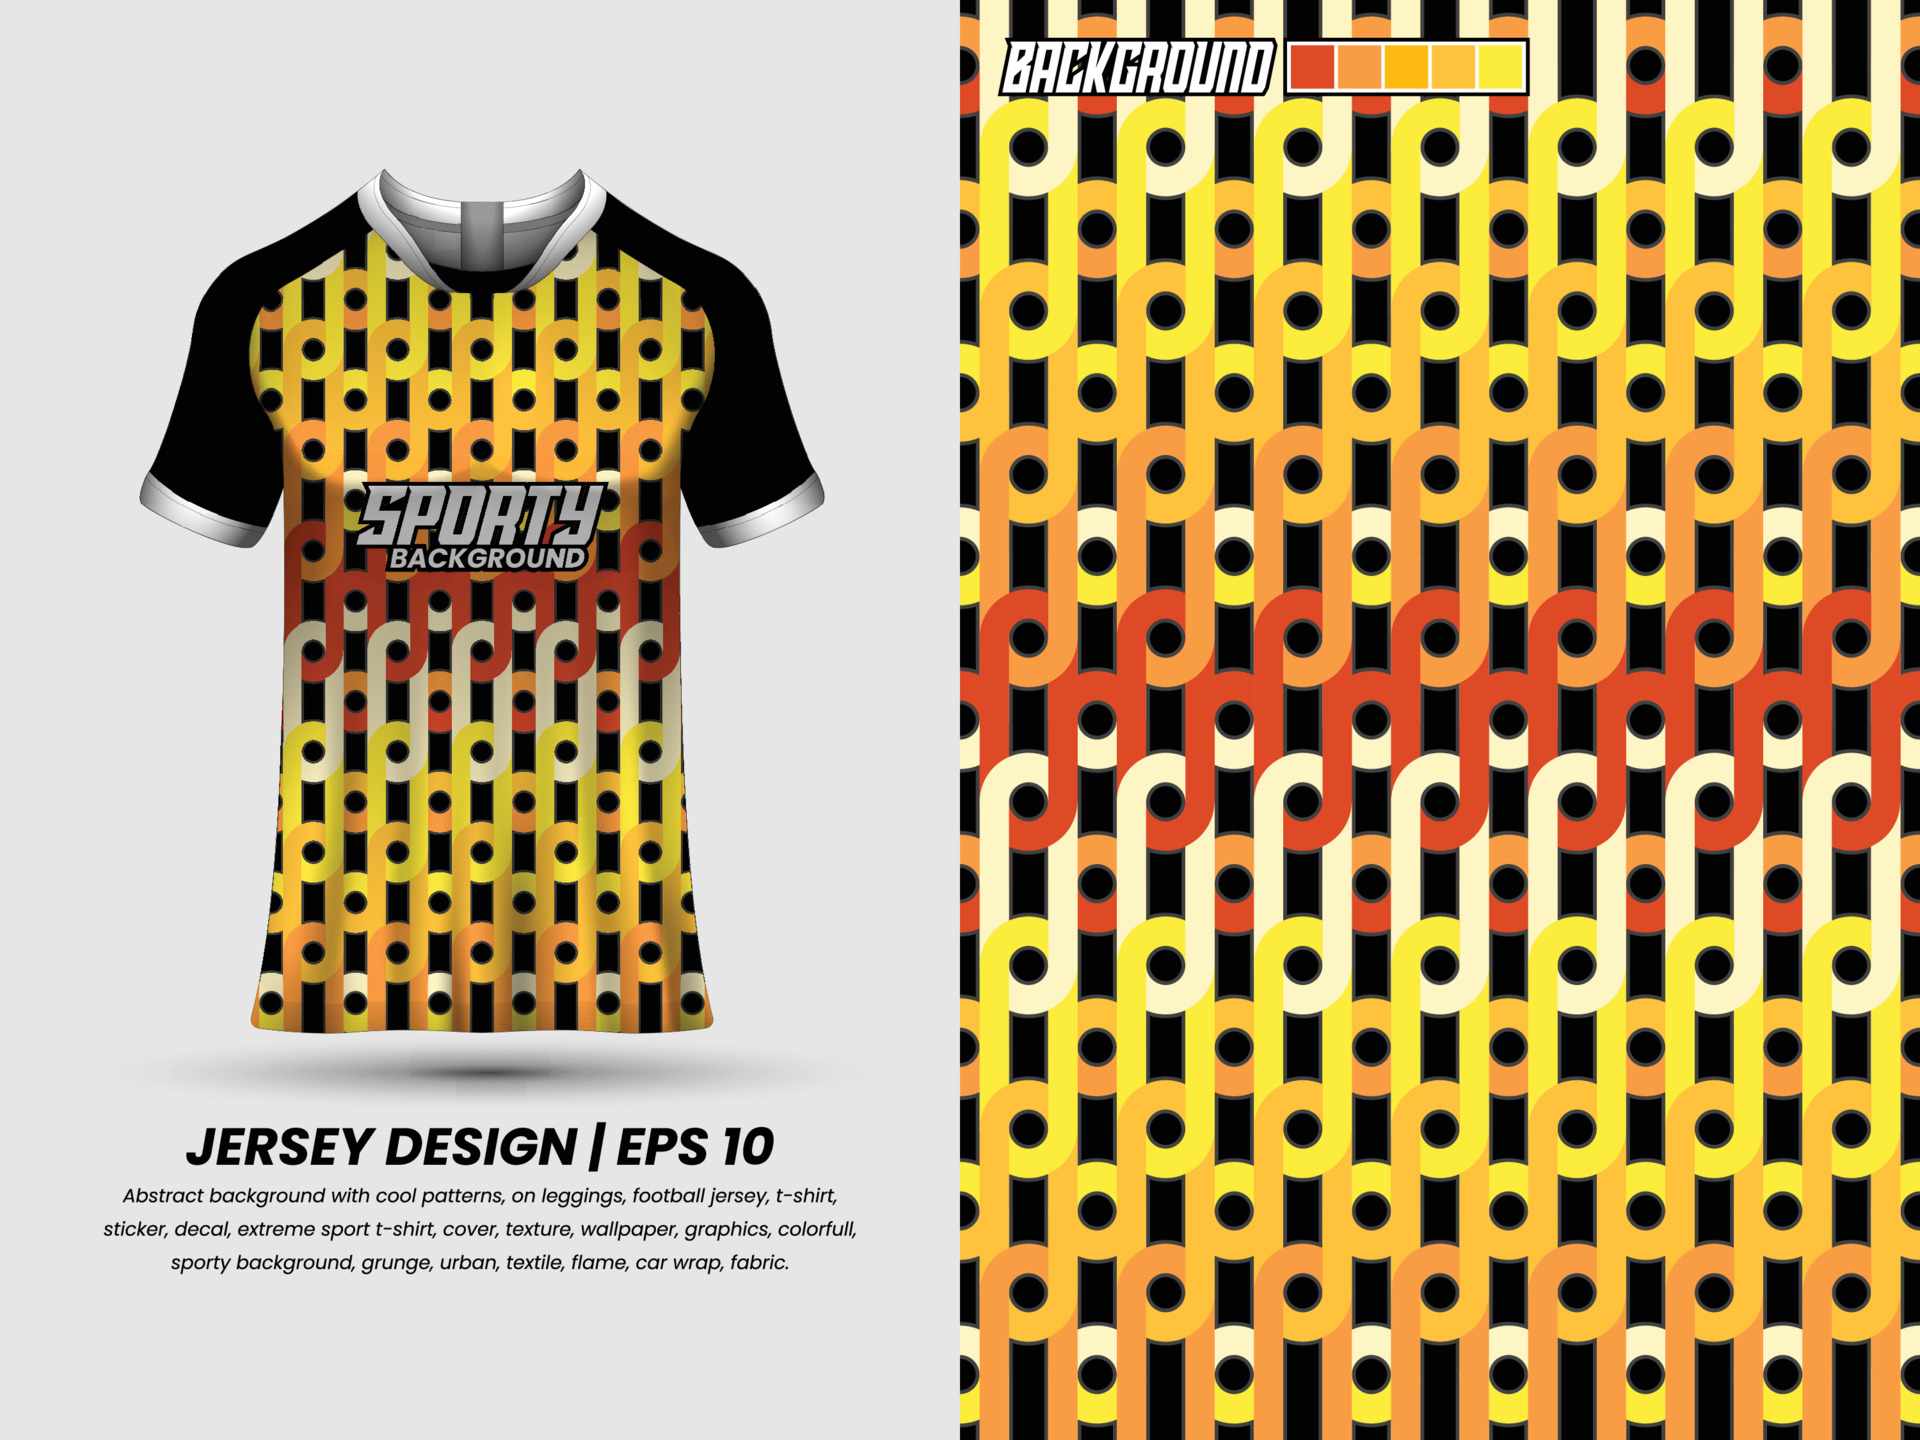 SPORTY
BACKGROUND
JERSEY DESIGN | EPS 10
Abstract background with cool patterns, on leggings, football jersey, t-shirt,
sticker, decal, extreme sport t-shirt, cover, texture, wallpaper, graphics, colorfull,
sporty background, grunge, urban, textile, flame, car wrap, fabric.
BACKGROUND